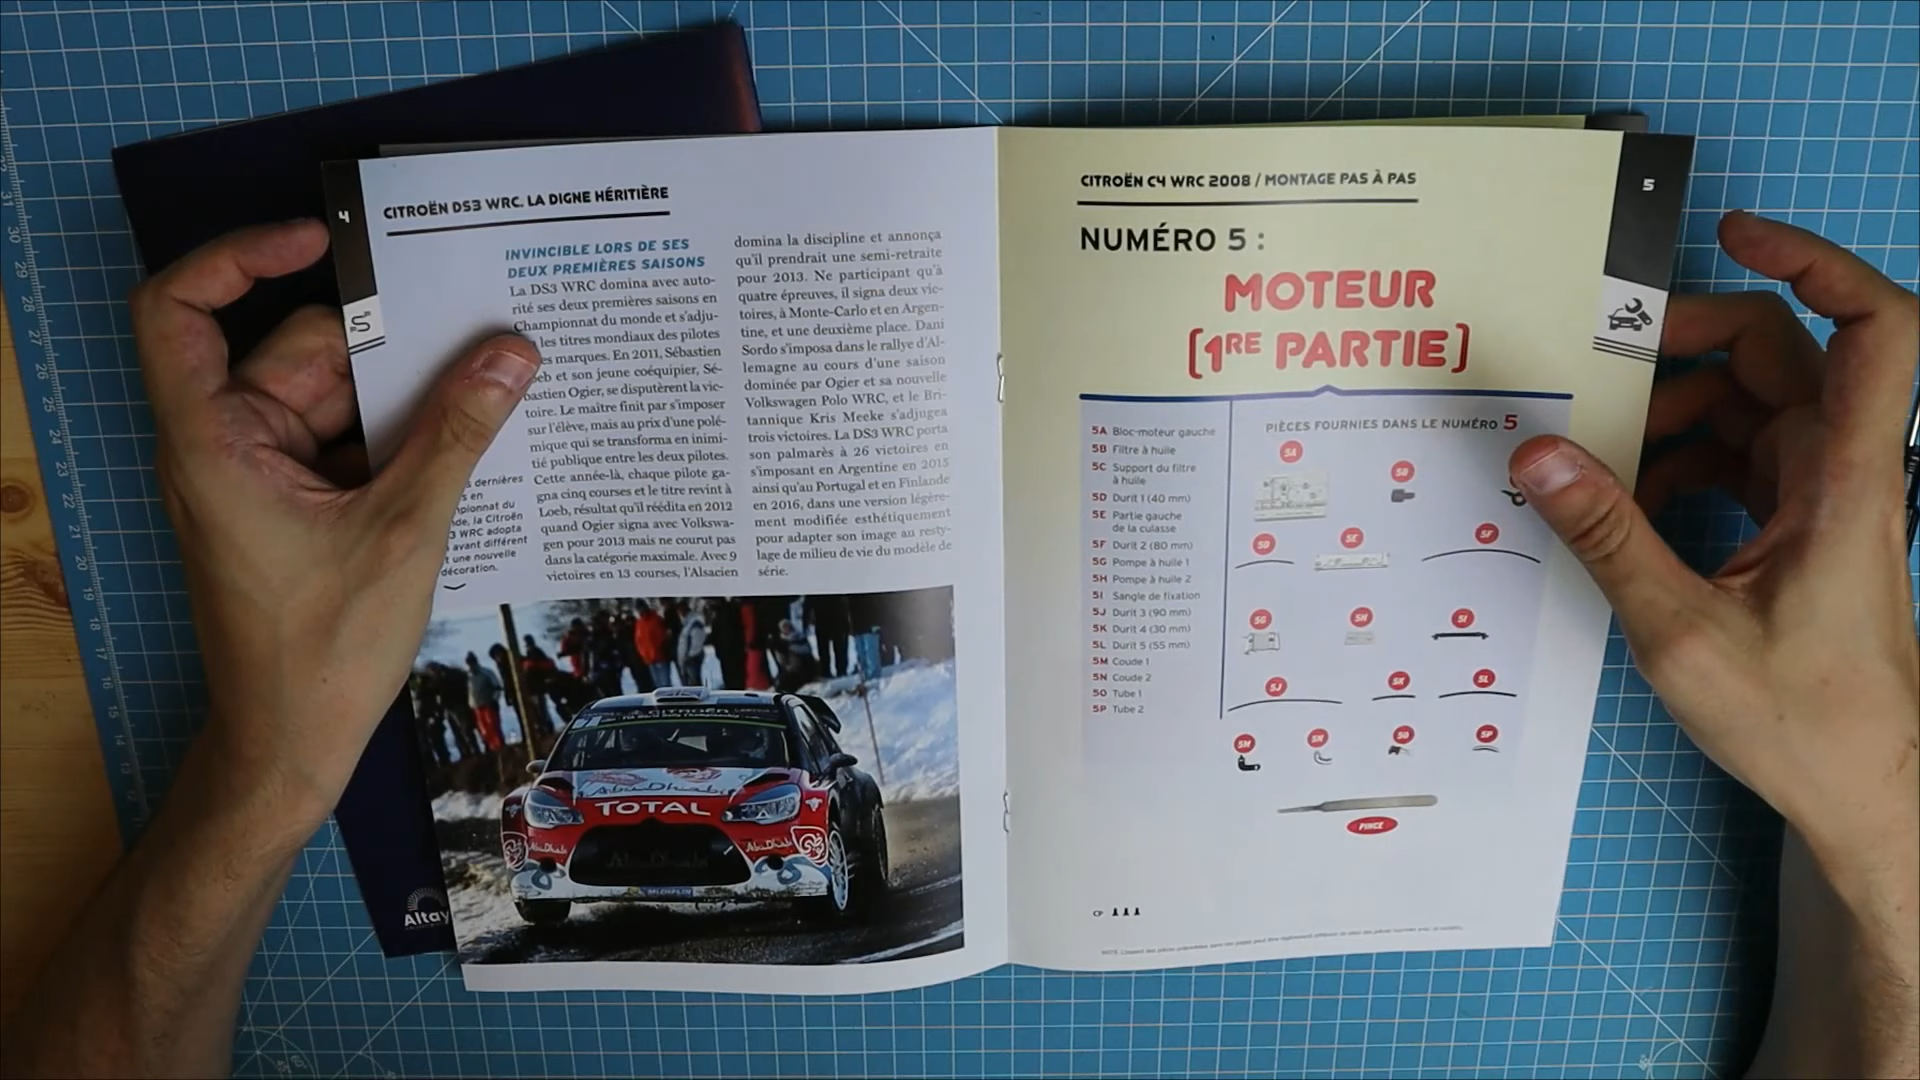 4
CITROËN DS3 WRC. LA DIGNE HÉRITIÈRE
INVINCIBLE LORS DE SES
DEUX PREMIÈRES SAISONS
La DS3 WRC domina avec auto-
rité ses deux premières saisons en
Championnat du monde et s'adju-
les titres mondiaux des pilotes
es marques. En 2011, Sébastien
oeb et son jeune coéquipier, Sé-
bastien Ogier, se disputèrent la vic-
toire. Le maître finit par s'imposer
sur l'élève, mais au prix d'une polé-
mique qui se transforma en inimi-
tié publique entre les deux pilotes.
Cette année-là, chaque pilote ga-
gna cinq courses et le titre revint à
Loeb, résultat qu'il réédita en 2012
quand Ogier signa avec Volkswa-
gen pour 2013 mais ne courut pas
dans la catégorie maximale. Avec 9
victoires en 13 courses, l'Alsacien
domina la discipline et annonça
qu'il prendrait une semi-retraite
pour 2013. Ne participant qu'à
quatre épreuves, il signa deux vic-
toires, à Monte-Carlo et en Argen-
tine, et une deuxième place. Dani
Sordo s'imposa dans le rallye d'Al-
lemagne au cours d'une saison
dominée par Ogier et sa nouvelle
Volkswagen Polo WRC, et le Bri-
tannique Kris Meeke s'adjugea
trois victoires. La DS3 WRC porta
son palmarès à 26 victoires en
s'imposant en Argentine en 2015
ainsi qu'au Portugal et en Finlande
en 2016, dans une version légère-
ment modifiée esthétiquement
pour adapter son image au resty-
lage de milieu de vie du modèle de
série.
s dernières
s en
pionnat du
de, la Citroën
3 WRC adopta
avant différent
t une nouvelle
décoration.
CITROËN
AbuDhabi
TOTAL
AbuDhabi
AbuDhabi
AbuDhabi
MICHELIN
Altay
5
CITROËN C4 WRC 2008 / MONTAGE PAS À PAS
NUMÉRO 5 :
MOTEUR
(1RE PARTIE)
5A Bloc-moteur gauche
5B Filtre à huile
5C Support du filtre
à huile
5D Durit 1 (40 mm)
5E Partie gauche
de la culasse
5F Durit 2 (80 mm)
5G Pompe à huile 1
5H Pompe à huile 2
5I Sangle de fixation
5J Durit 3 (90 mm)
5K Durit 4 (30 mm)
5L Durit 5 (55 mm)
5M Coude 1
5N Coude 2
5O Tube 1
5P Tube 2
PIÈCES FOURNIES DANS LE NUMÉRO 5
5A
5B
5D
5E
5F
5G
5H
5I
5J
5K
5L
5M
5N
5O
5P
PINCE
CP